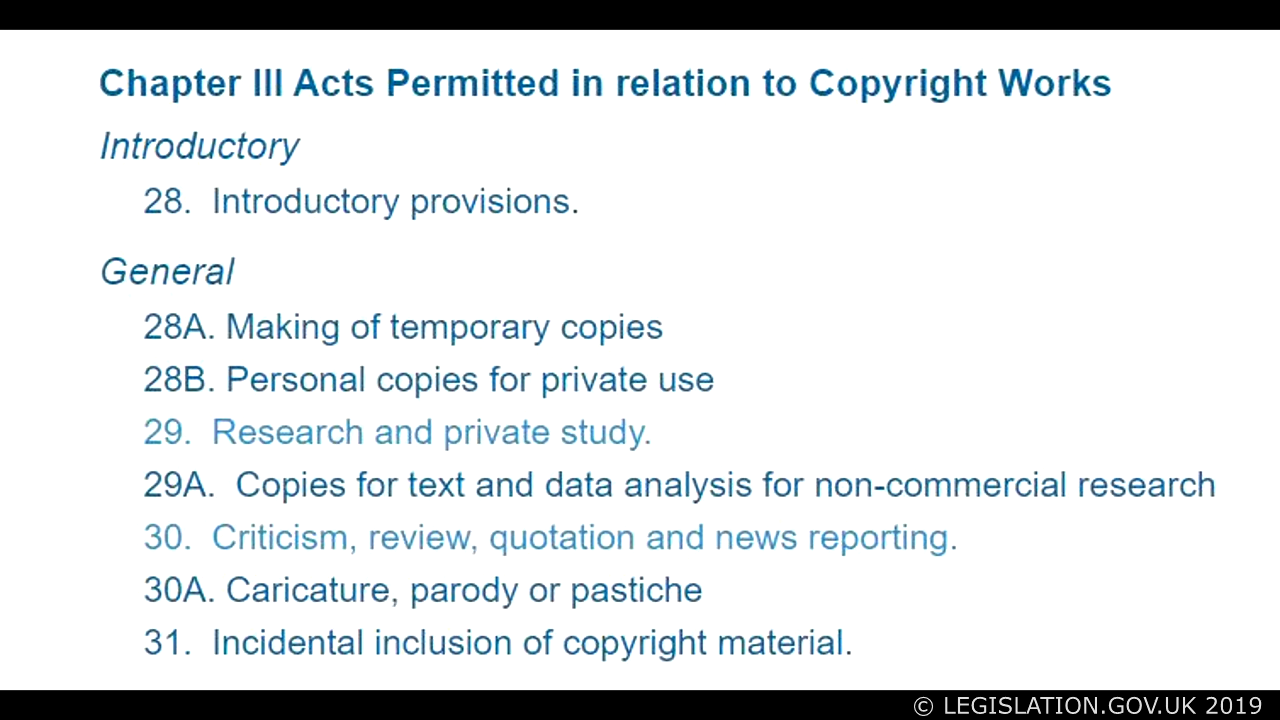 Chapter III Acts Permitted in relation to Copyright Works
Introductory
28. Introductory provisions.
General
28A. Making of temporary copies
28B. Personal copies for private use
29. Research and private study.
29A. Copies for text and data analysis for non-commercial research
30. Criticism, review, quotation and news reporting.
30A. Caricature, parody or pastiche
31. Incidental inclusion of copyright material.
© LEGISLATION.GOV.UK 2019